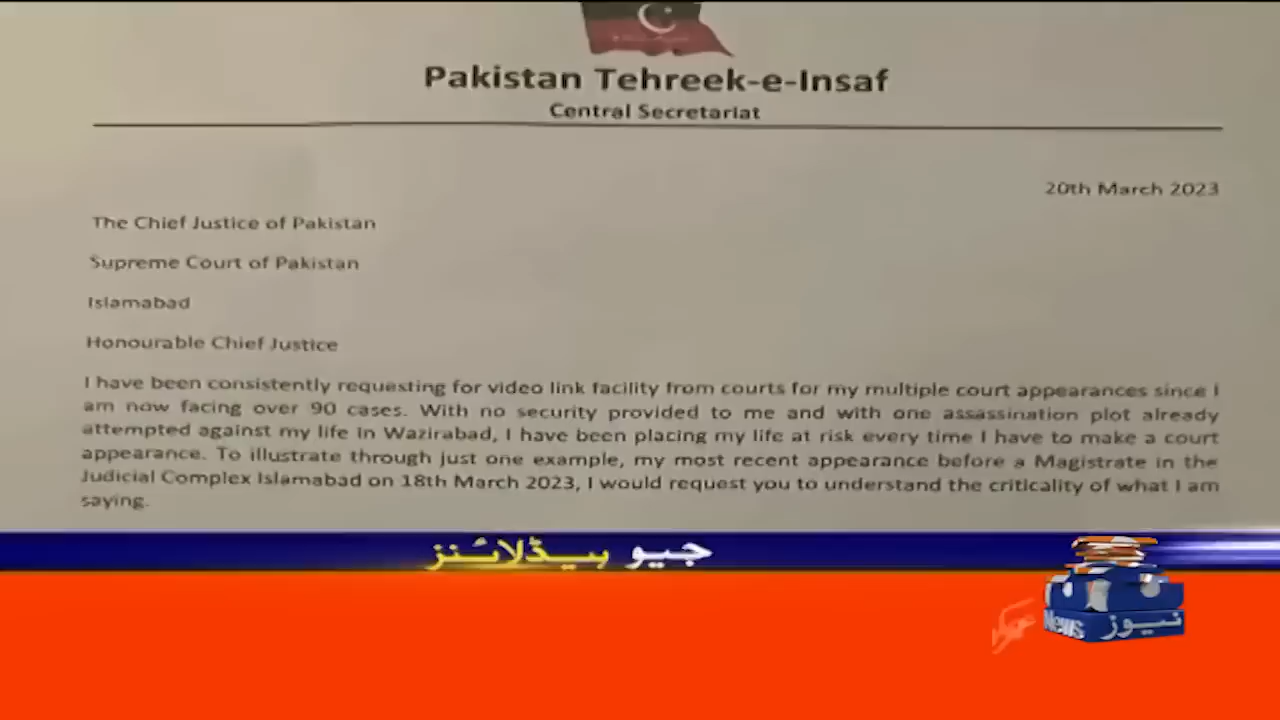 Pakistan Tehreek-e-Insaf
Central Secretariat
20th March 2023
The Chief Justice of Pakistan
Supreme Court of Pakistan
Islamabad
Honourable Chief Justice
I have been consistently requesting for video link facility from courts for my multiple court appearances since I
am now facing over 90 cases. With no security provided to me and with one assassination plot already
attempted against my life in Wazirabad, I have been placing my life at risk every time I have to make a court
appearance. To illustrate through just one example, my most recent appearance before a Magistrate in the
Judicial Complex Islamabad on 18th March 2023, I would request you to understand the criticality of what I am
saying.
جیو ہیڈلائنز
News نیوز